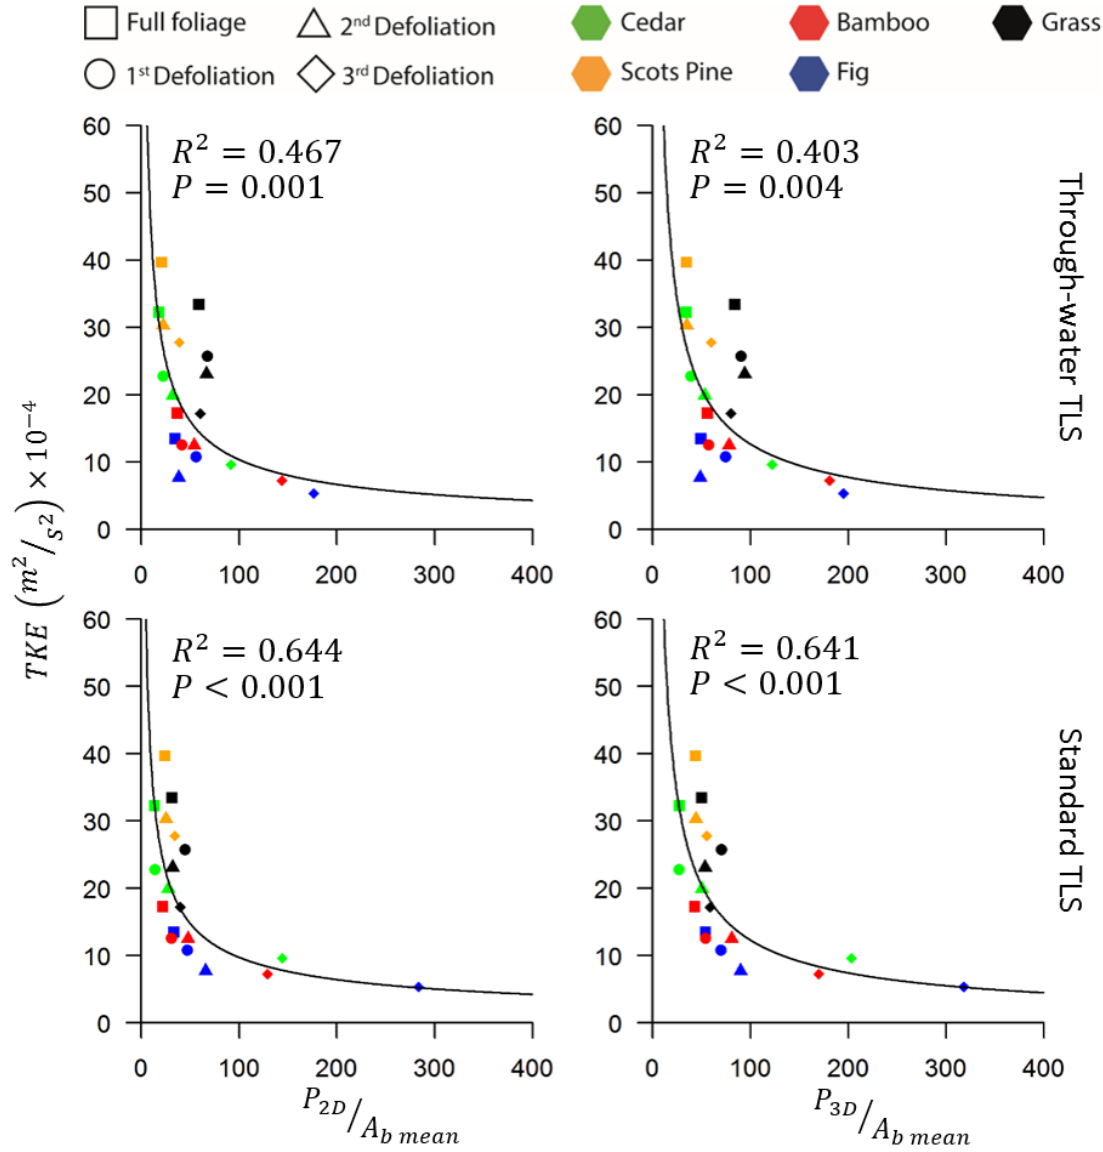 Full foliage 2nd Defoliation Cedar Bamboo Grass
1st Defoliation 3rd Defoliation Scots Pine Fig
TKE (m²/s²) × 10⁻⁴
60
50
40
30
20
10
0
R² = 0.467
P = 0.001
0 100 200 300 400
60
50
40
30
20
10
0
R² = 0.403
P = 0.004
0 100 200 300 400
Through-water TLS
60
50
40
30
20
10
0
R² = 0.644
P < 0.001
0 100 200 300 400
P2D/Ab mean
60
50
40
30
20
10
0
R² = 0.641
P < 0.001
0 100 200 300 400
P3D/Ab mean
Standard TLS